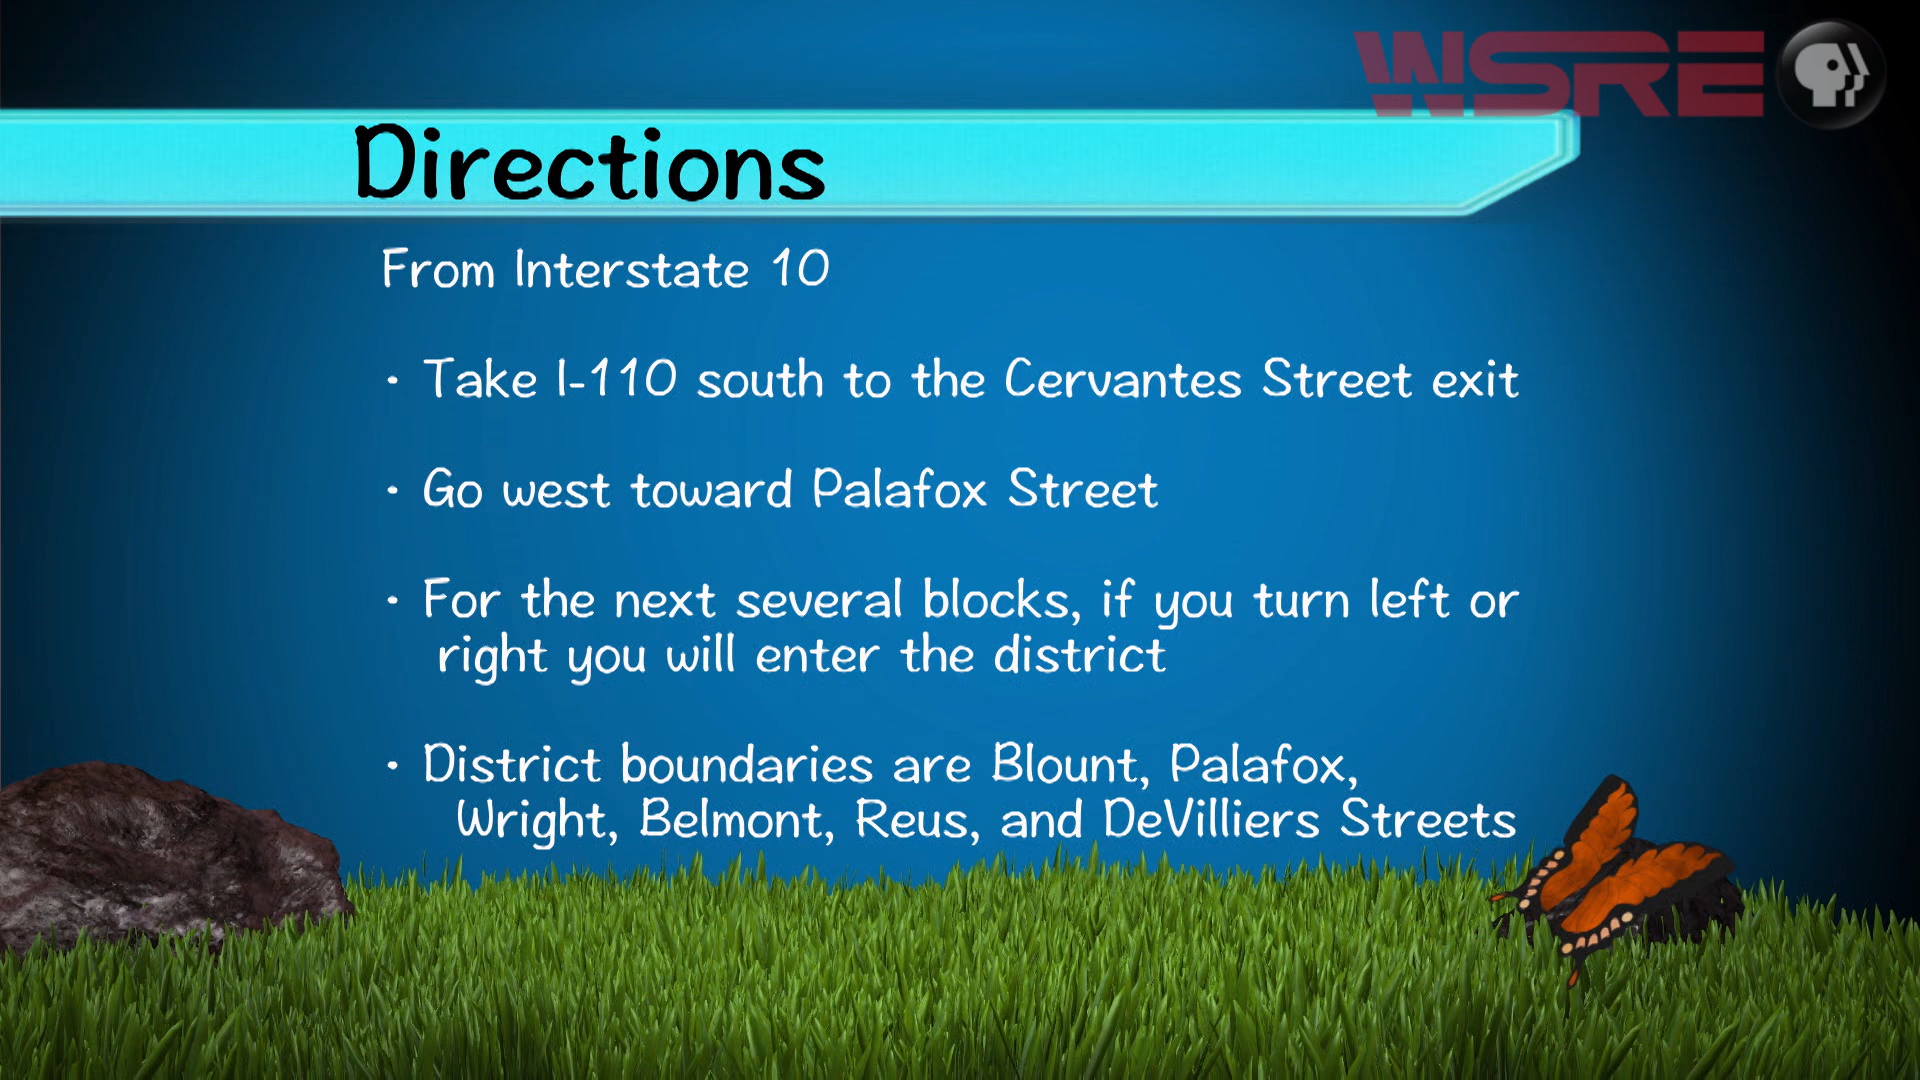 WSRE
Directions
From Interstate 10
· Take I-110 south to the Cervantes Street exit
· Go west toward Palafox Street
· For the next several blocks, if you turn left or
right you will enter the district
· District boundaries are Blount, Palafox,
Wright, Belmont, Reus, and DeVilliers Streets